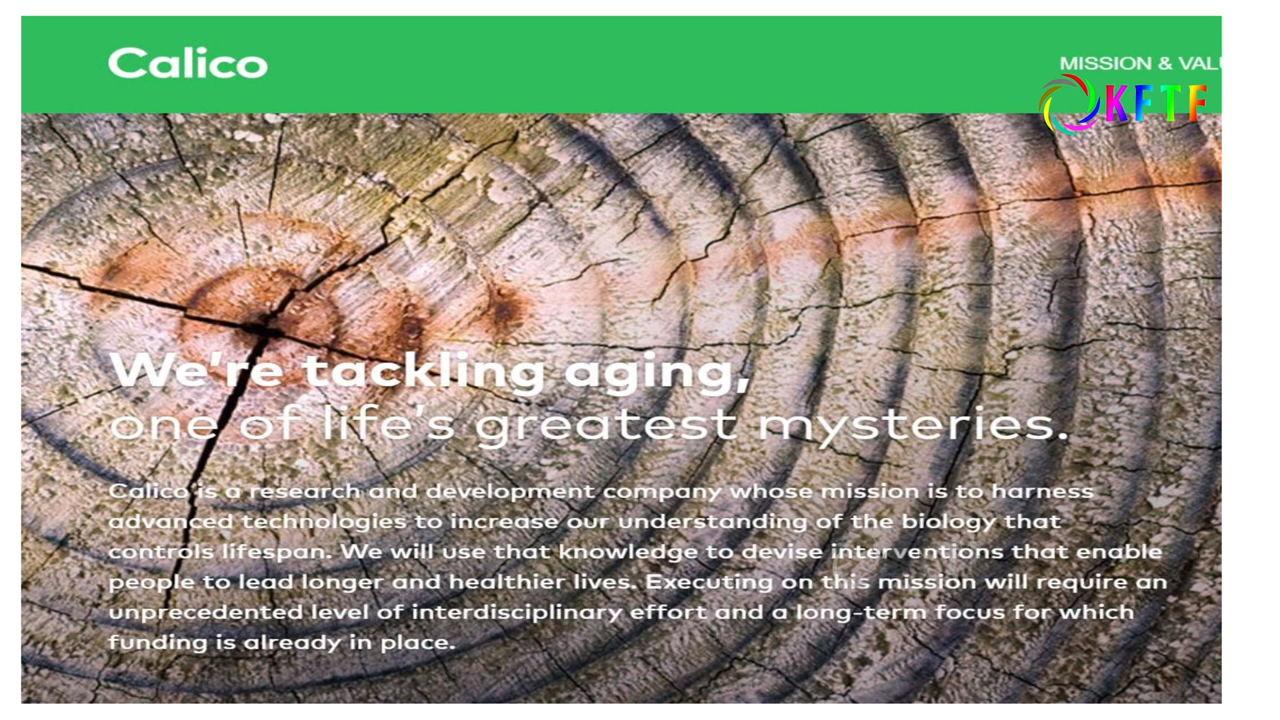 Calico
MISSION & VALU
KFTF
We're tackling aging,
one of life's greatest mysteries.
Calico is a research and development company whose mission is to harness
advanced technologies to increase our understanding of the biology that
controls lifespan. We will use that knowledge to devise interventions that enable
people to lead longer and healthier lives. Executing on this mission will require an
unprecedented level of interdisciplinary effort and a long-term focus for which
funding is already in place.